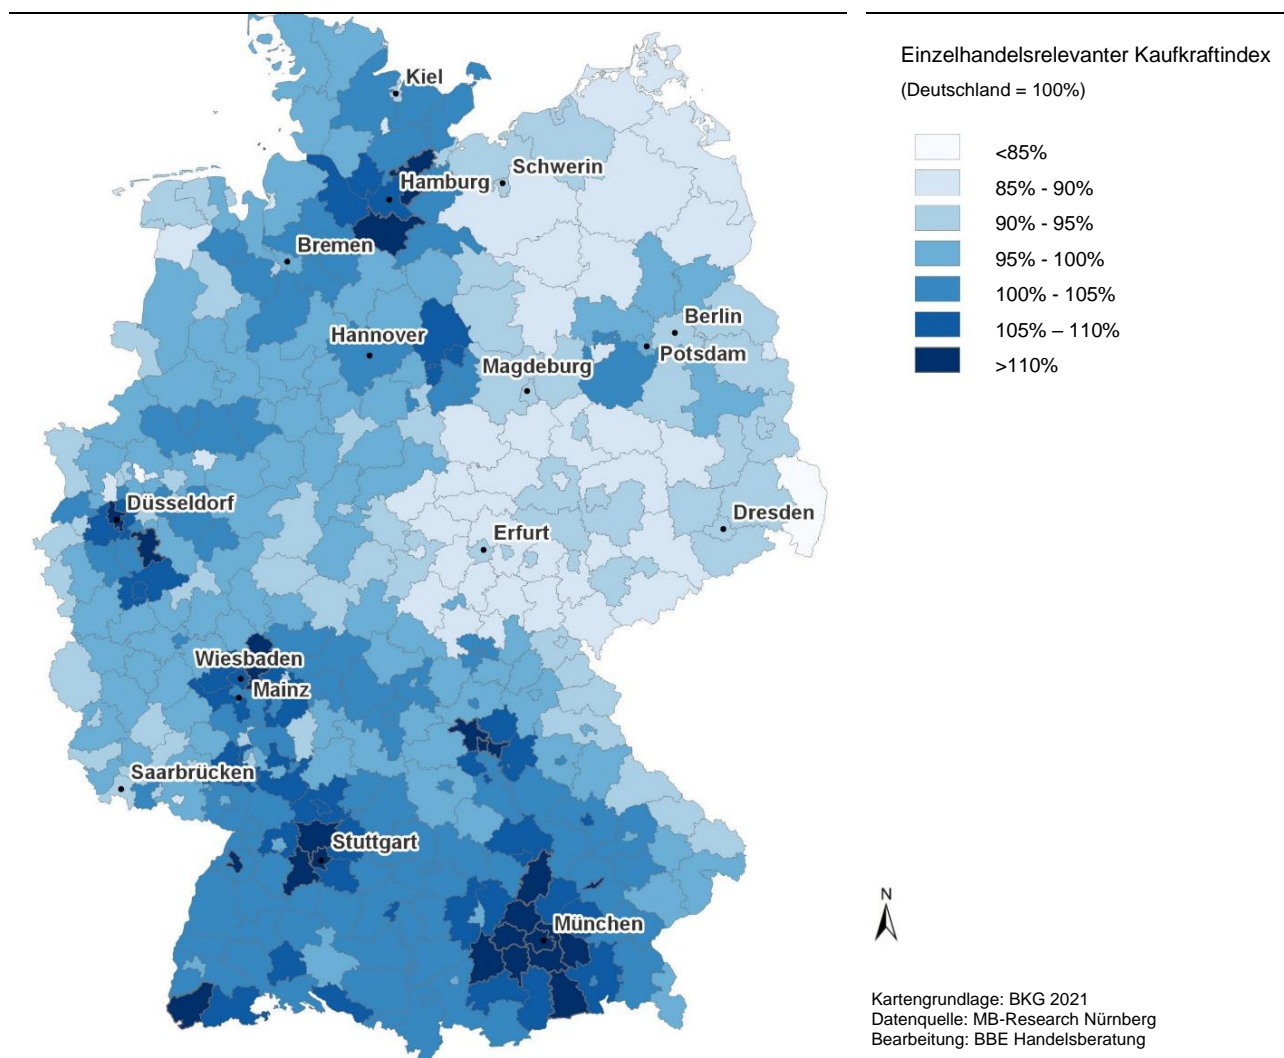 Einzelhandelsrelevanter Kaufkraftindex
(Deutschland = 100%)
<85%
85% - 90%
90% - 95%
95% - 100%
100% - 105%
105% – 110%
>110%
Kiel
Schwerin
Hamburg
Bremen
Berlin
Hannover
Potsdam
Magdeburg
Düsseldorf
Dresden
Erfurt
Wiesbaden
Mainz
Saarbrücken
Stuttgart
München
N
Kartengrundlage: BKG 2021
Datenquelle: MB-Research Nürnberg
Bearbeitung: BBE Handelsberatung